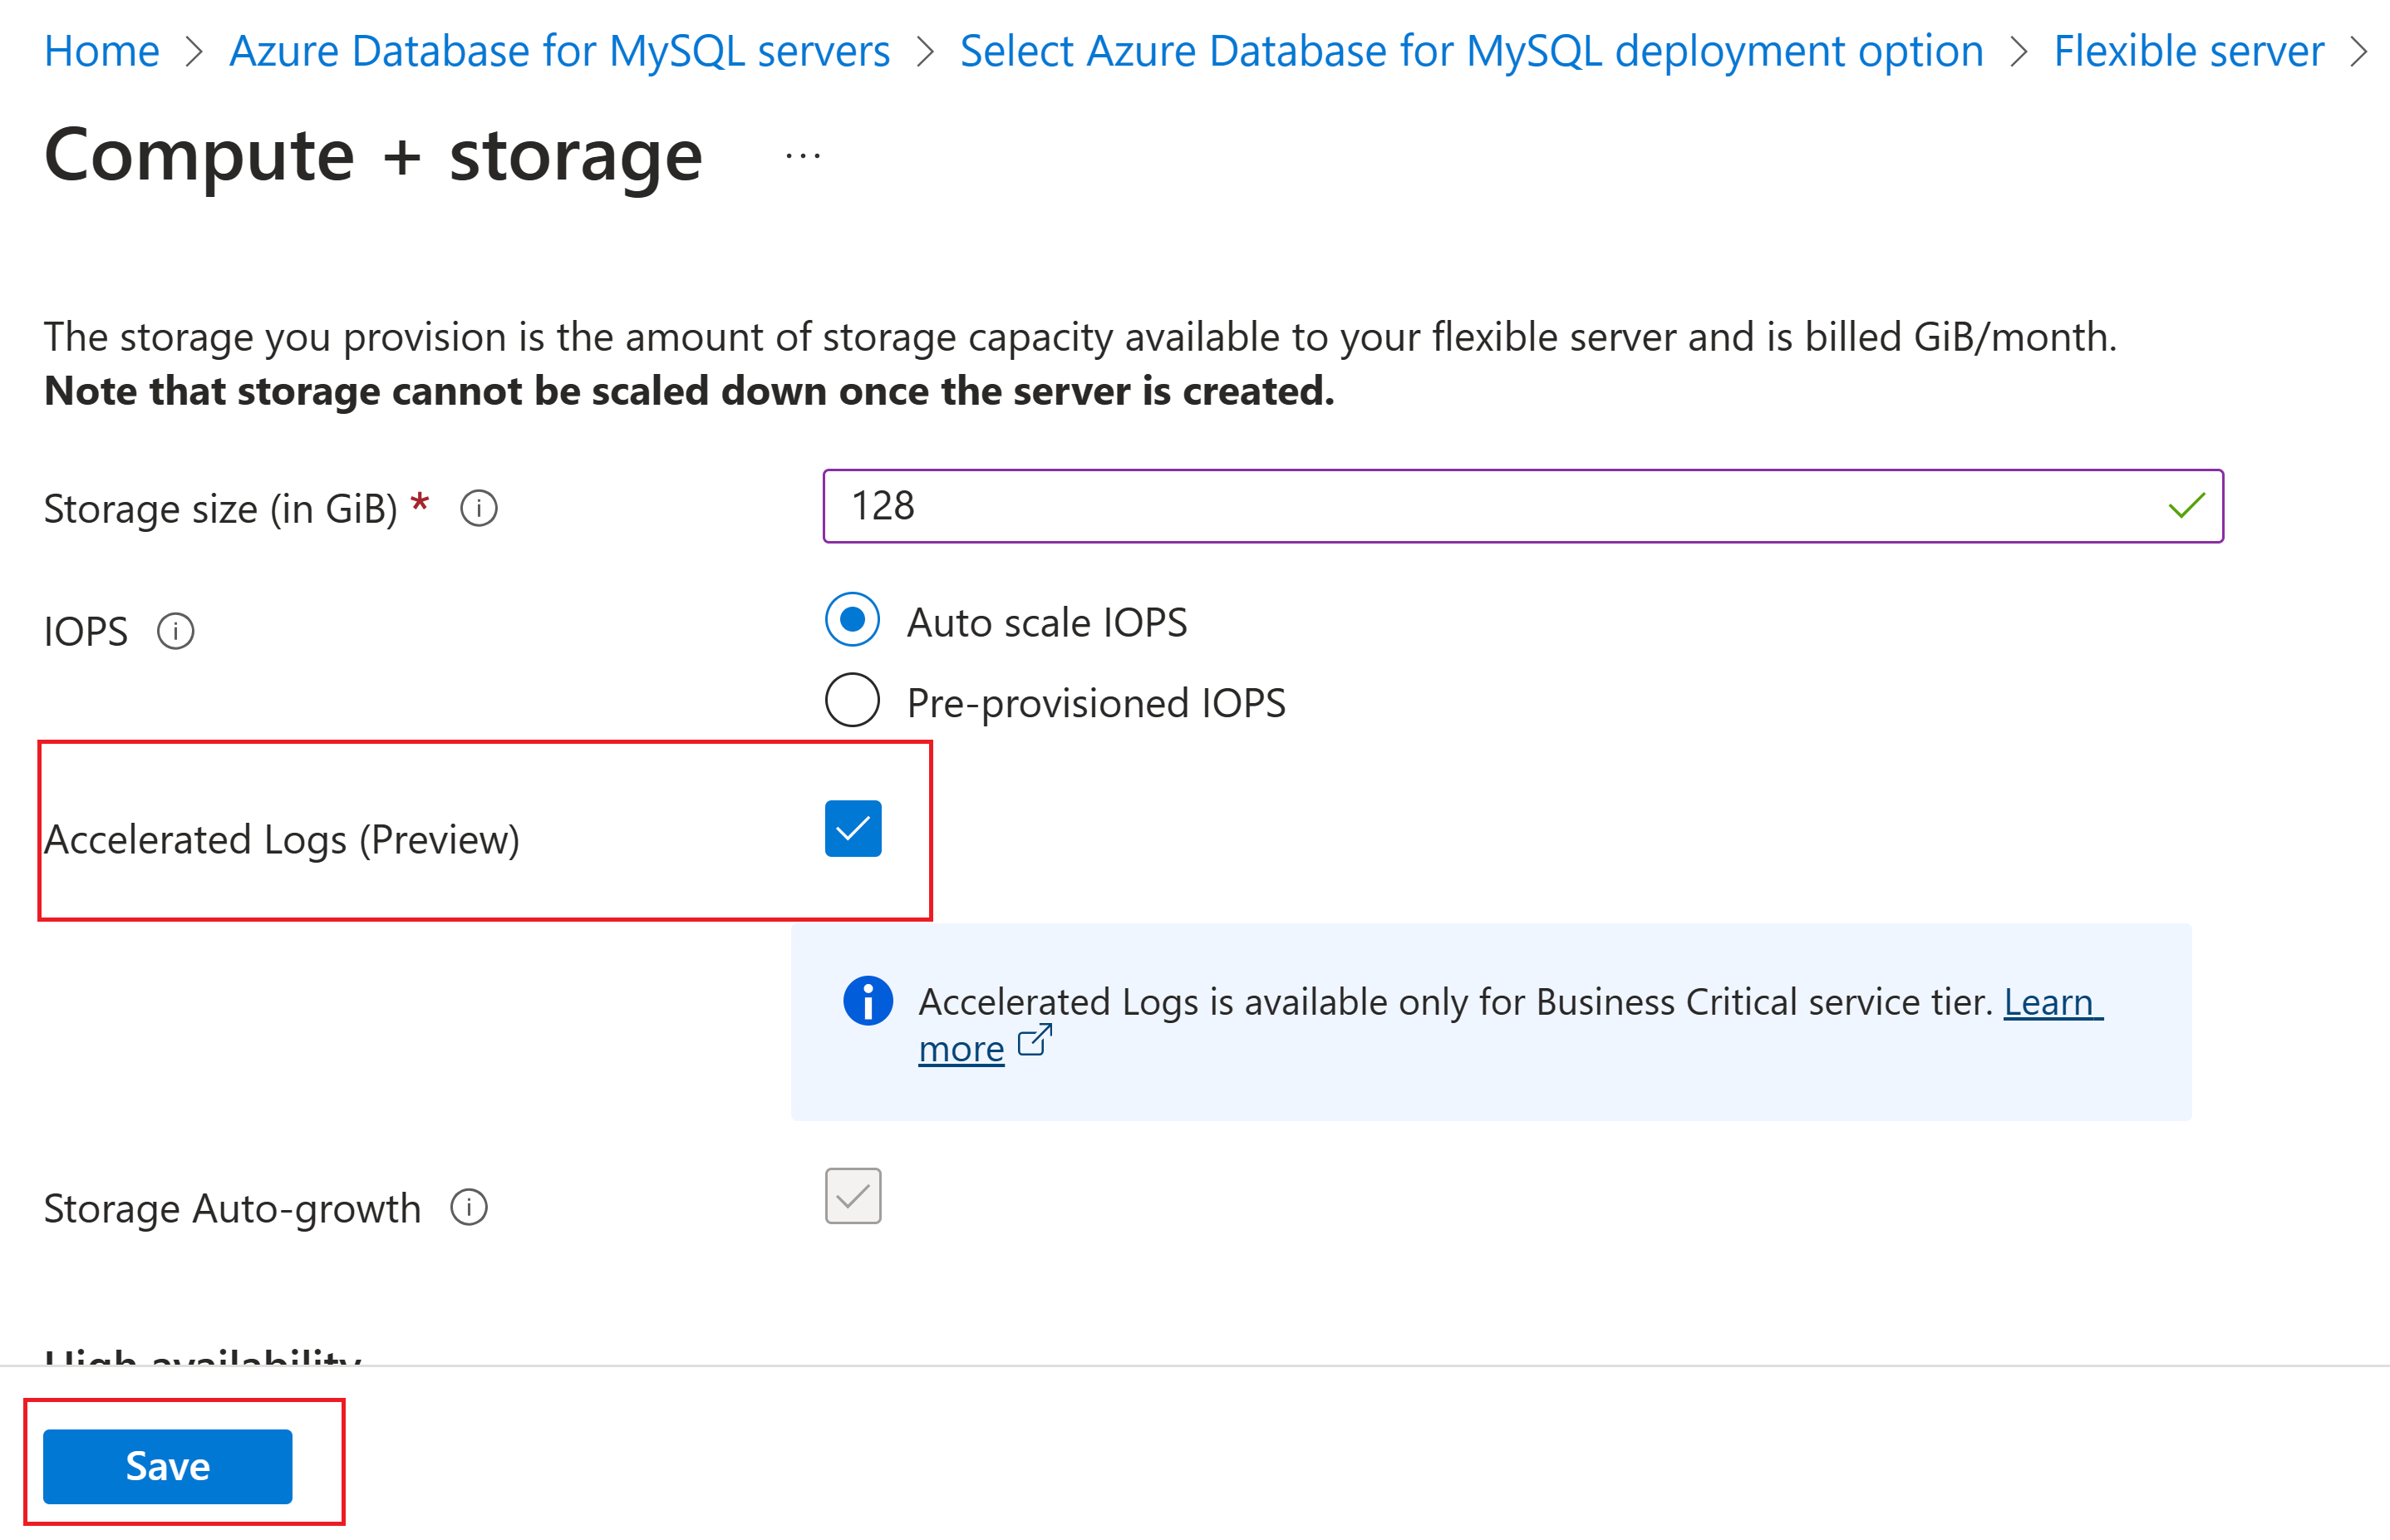 Home > Azure Database for MySQL servers > Select Azure Database for MySQL deployment option > Flexible server >
Compute + storage ...
The storage you provision is the amount of storage capacity available to your flexible server and is billed GiB/month.
Note that storage cannot be scaled down once the server is created.
Storage size (in GiB) *
128
IOPS
Auto scale IOPS
Pre-provisioned IOPS
Accelerated Logs (Preview)
Accelerated Logs is available only for Business Critical service tier. Learn
more
Storage Auto-growth
High availability
Save